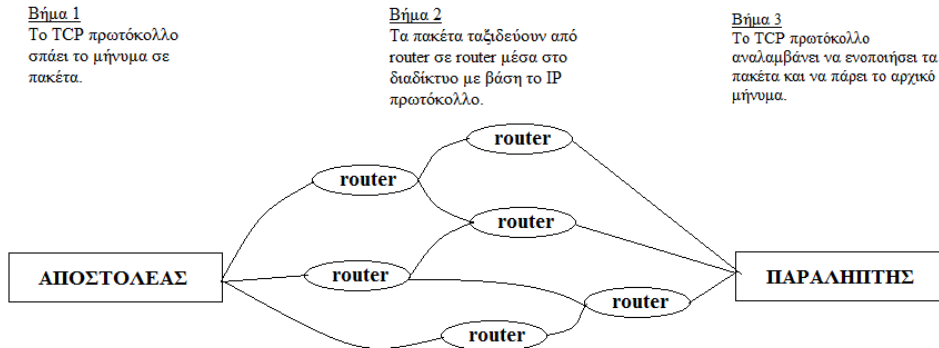 Βήμα 1
Το TCP πρωτόκολλο
σπάει το μήνυμα σε
πακέτα.
Βήμα 2
Τα πακέτα ταξιδεύουν από
router σε router μέσα στο
διαδίκτυο με βάση το IP
πρωτόκολλο.
Βήμα 3
Το TCP πρωτόκολλο
αναλαμβάνει να ενοποιήσει τα
πακέτα και να πάρει το αρχικό
μήνυμα.
router
router
router
ΑΠΟΣΤΟΛΕΑΣ
router
ΠΑΡΑΛΗΠΤΗΣ
router
router